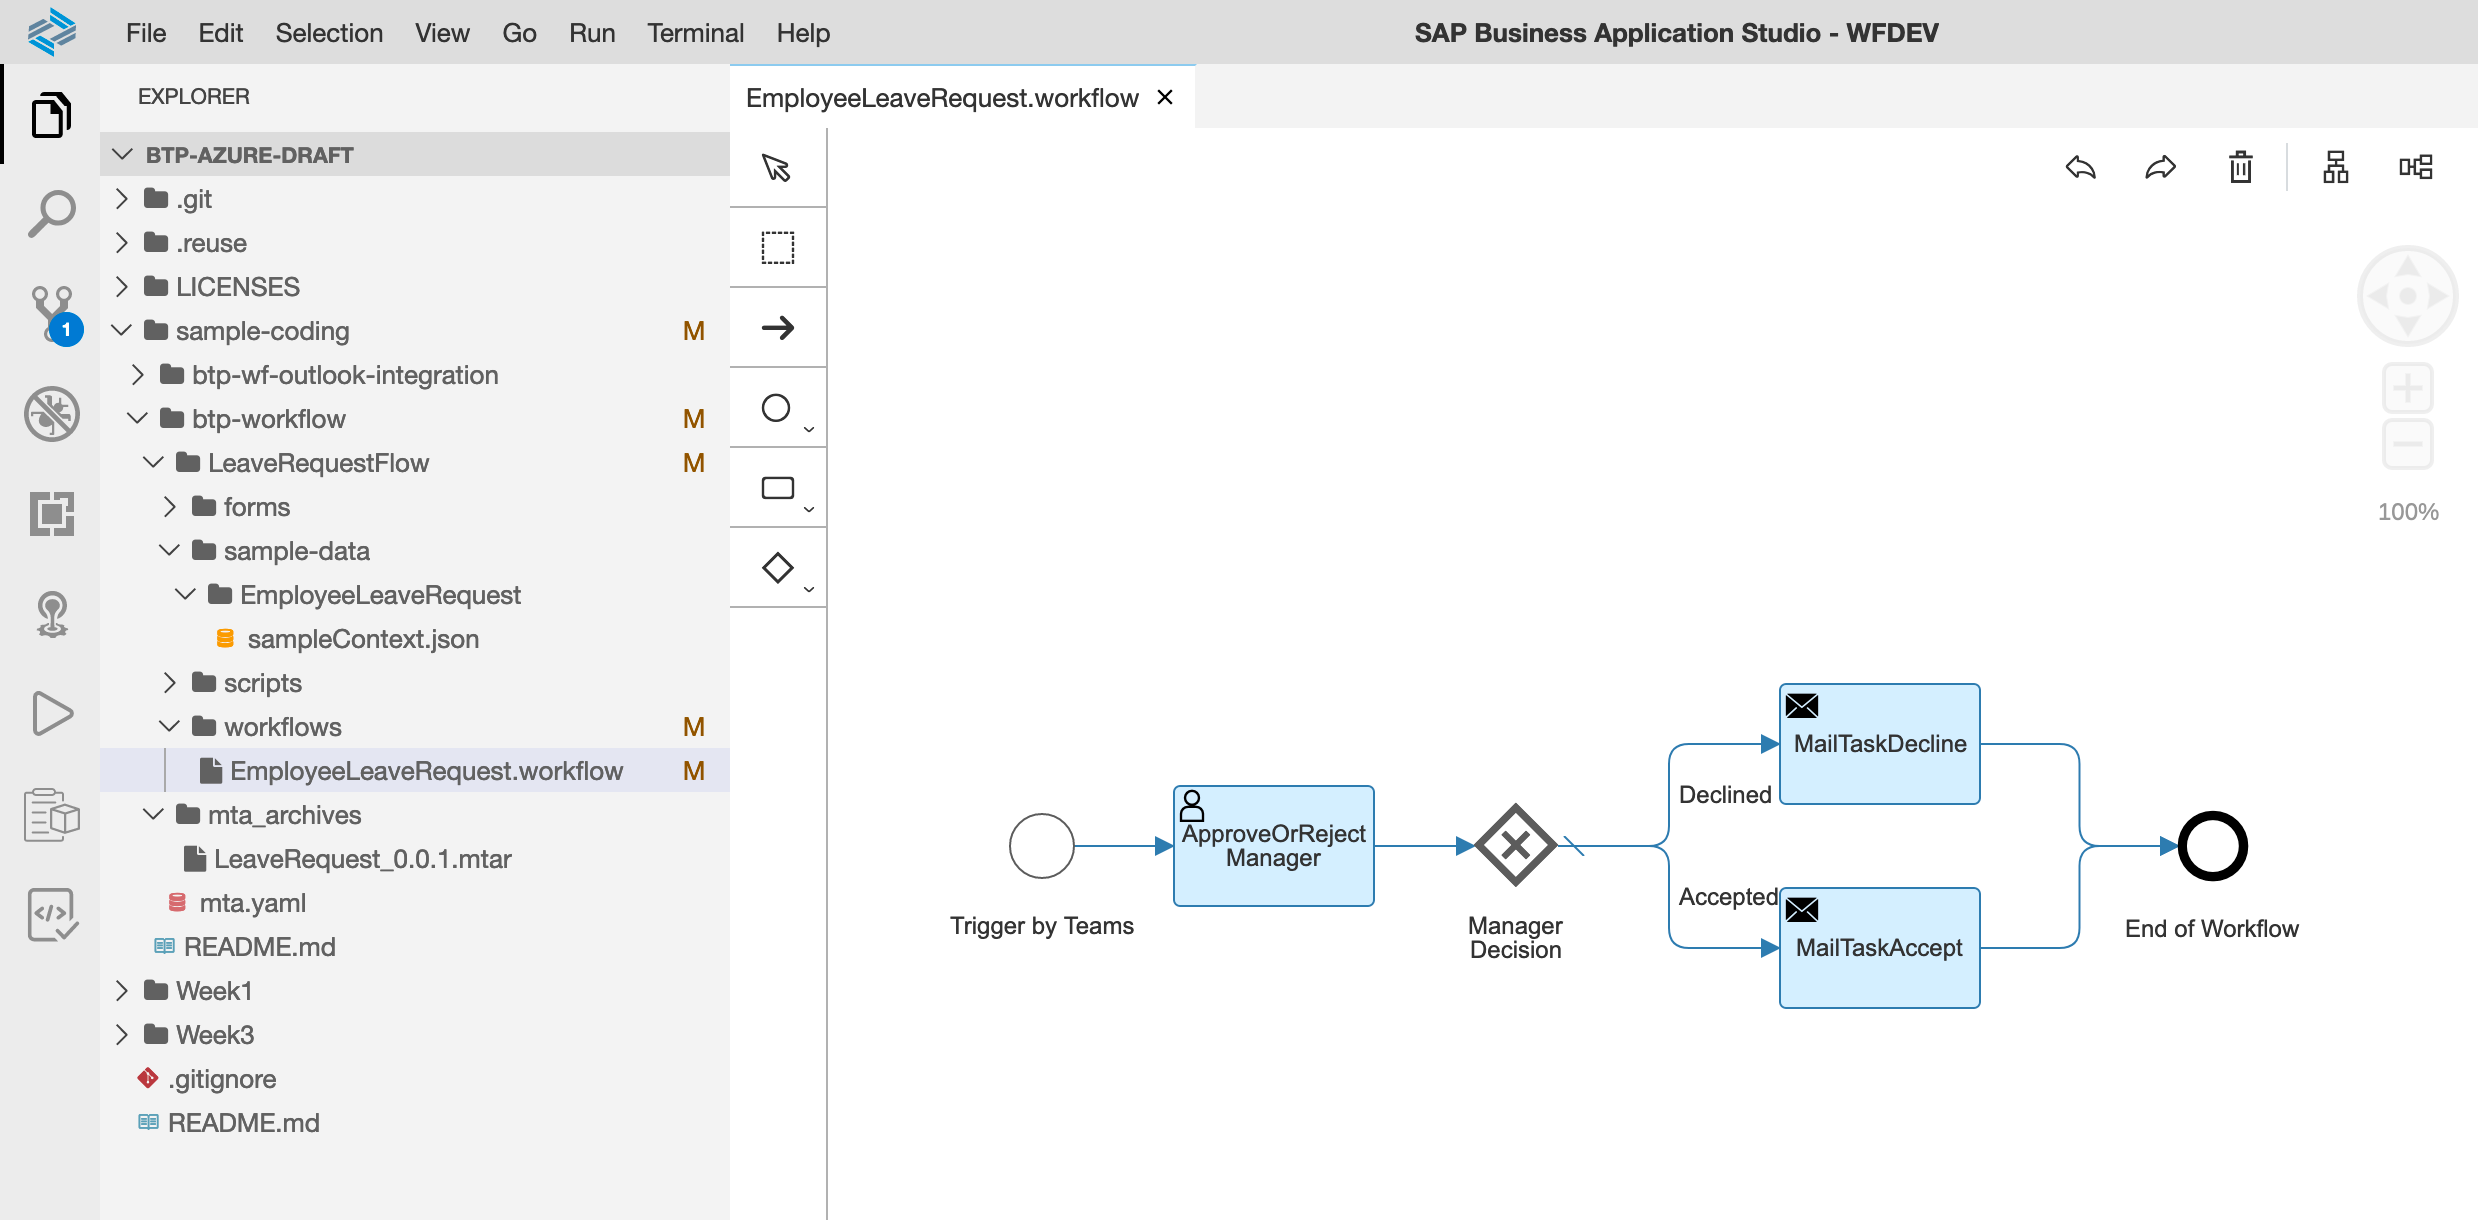 File Edit Selection View Go Run Terminal Help
SAP Business Application Studio - WFDEV
EXPLORER
BTP-AZURE-DRAFT
.git
.reuse
LICENSES
sample-coding M
btp-wf-outlook-integration
btp-workflow M
LeaveRequestFlow M
forms
sample-data
EmployeeLeaveRequest
sampleContext.json
scripts
workflows M
EmployeeLeaveRequest.workflow M
mta_archives
LeaveRequest_0.0.1.mtar
mta.yaml
README.md
Week1
Week3
.gitignore
README.md
1
EmployeeLeaveRequest.workflow
100%
Trigger by Teams
ApproveOrReject
Manager
Manager
Decision
Declined
MailTaskDecline
Accepted
MailTaskAccept
End of Workflow